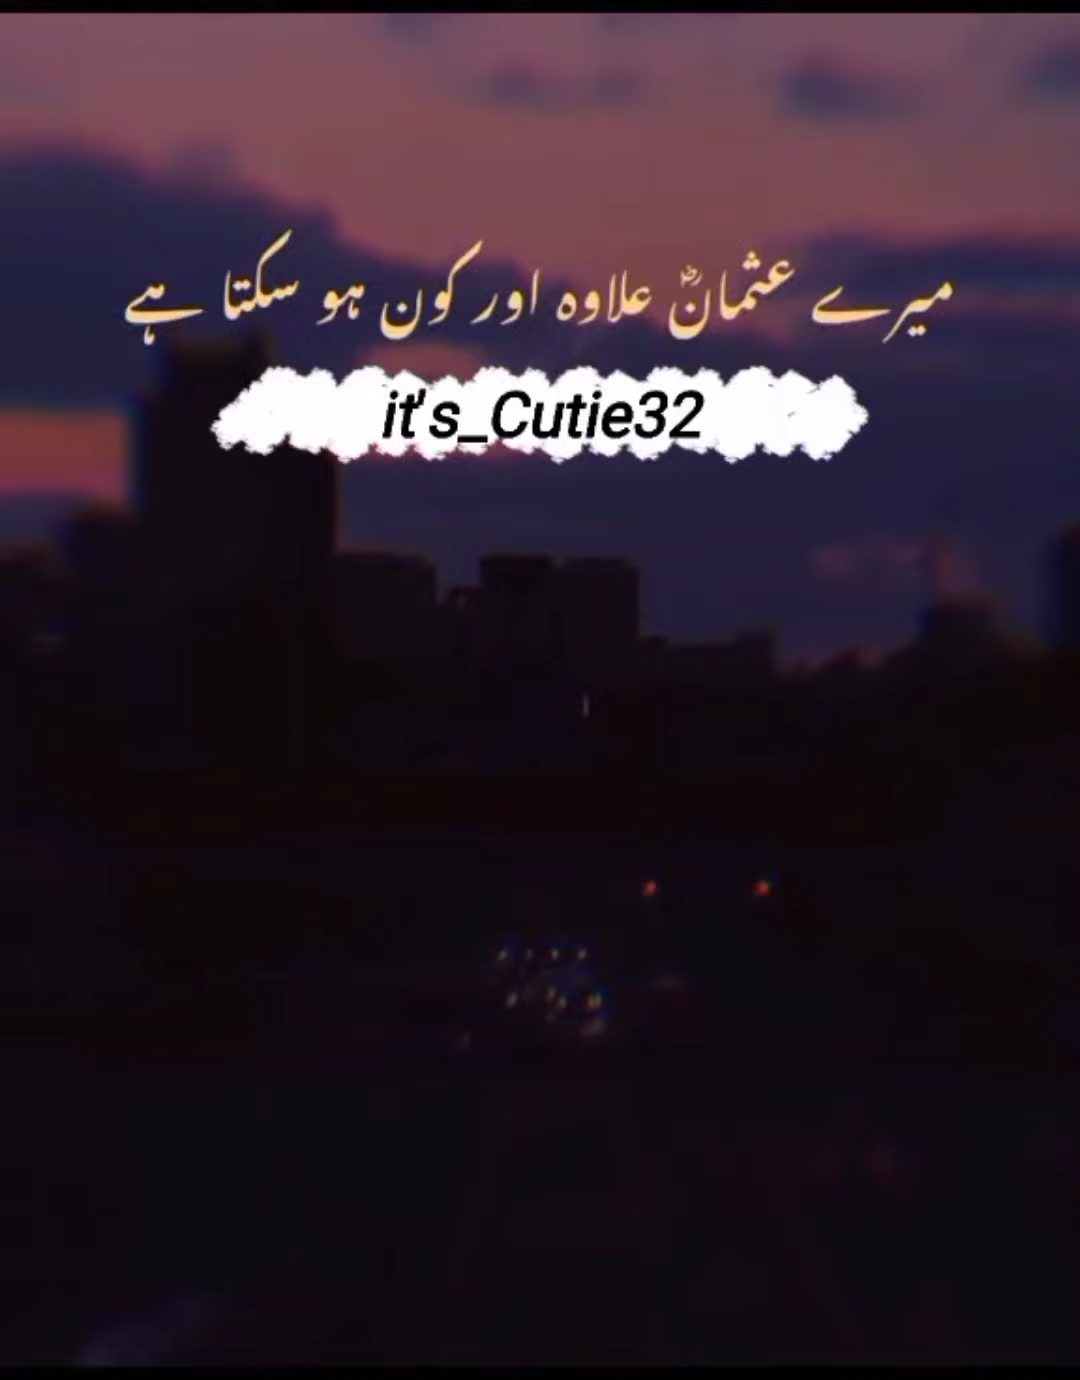 میرے عثمانؓ علاوہ اور کون ہو سکتا ہے
it's_Cutie32